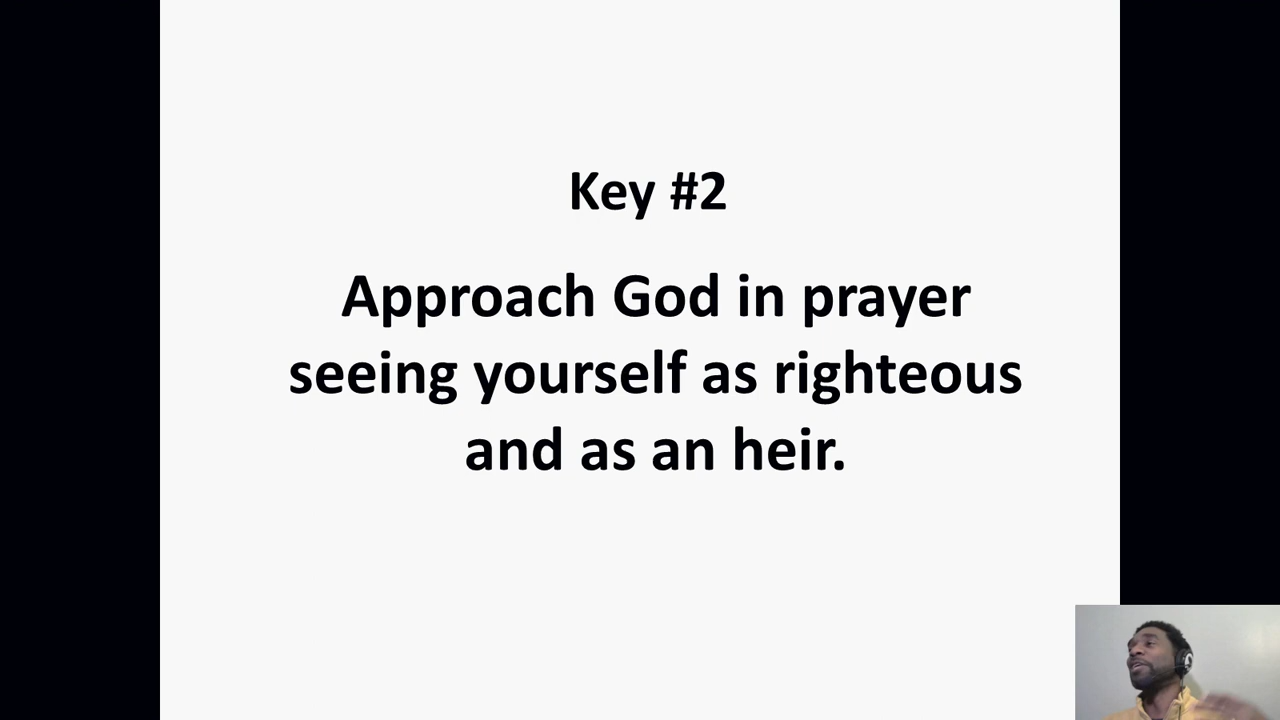 Key #2
Approach God in prayer
seeing yourself as righteous
and as an heir.